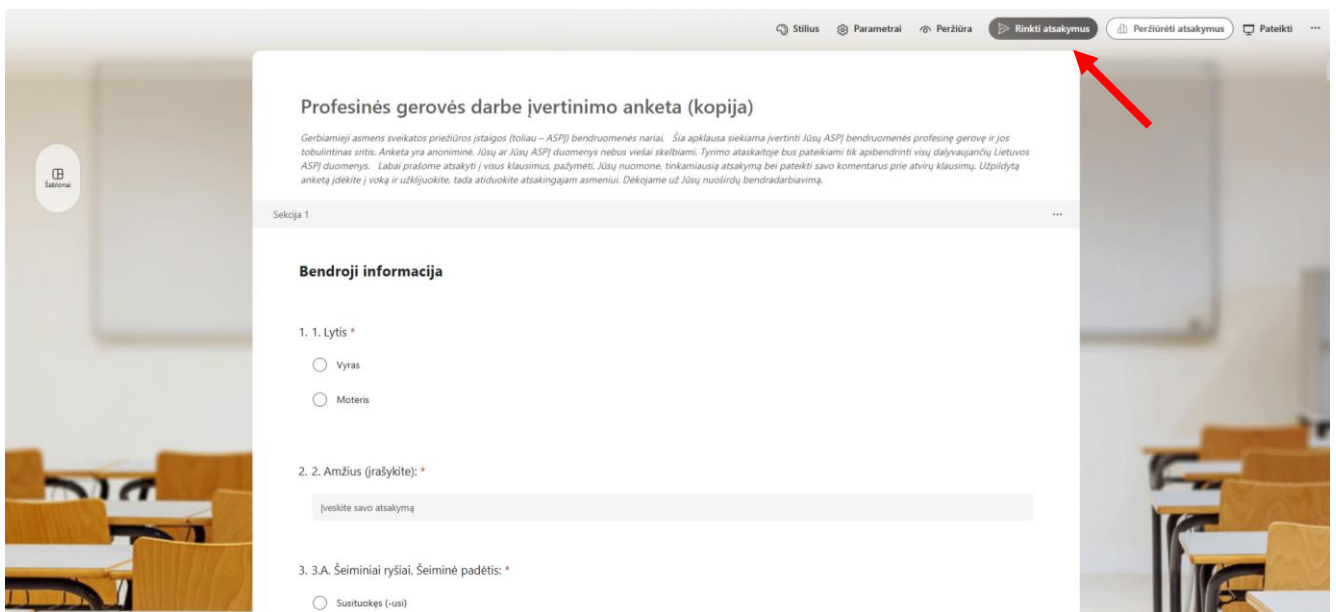 Stilius Parametrai Peržiūra Rinkti atsakymus Peržiūrėti atsakymus Pateikti ...
Šablonai
Profesinės gerovės darbe įvertinimo anketa (kopija)
Gerbiamieji asmens sveikatos priežiūros įstaigos (toliau – ASPĮ) bendruomenės nariai. Šia apklausa siekiama įvertinti Jūsų ASPĮ bendruomenės profesinę gerovę ir jos
tobulintinas sritis. Anketa yra anoniminė, Jūsų ar Jūsų ASPĮ duomenys nebus viešai skelbiami. Tyrimo ataskaitoje bus pateikiami tik apibendrinti visų dalyvaujančių Lietuvos
ASPĮ duomenys. Labai prašome atsakyti į visus klausimus, pažymėti, Jūsų nuomone, tinkamiausią atsakymą bei pateikti savo komentarus prie atvirų klausimų. Užpildytą
anketą įdėkite į voką ir užklijuokite, tada atiduokite atsakingajam asmeniui. Dėkojame už Jūsų nuoširdų bendradarbiavimą.
Sekcija 1 ...
Bendroji informacija
1. 1. Lytis *
Vyras
Moteris
2. 2. Amžius (įrašykite): *
Įveskite savo atsakymą
3. 3.A. Šeiminiai ryšiai. Šeiminė padėtis: *
Susituokęs (-usi)